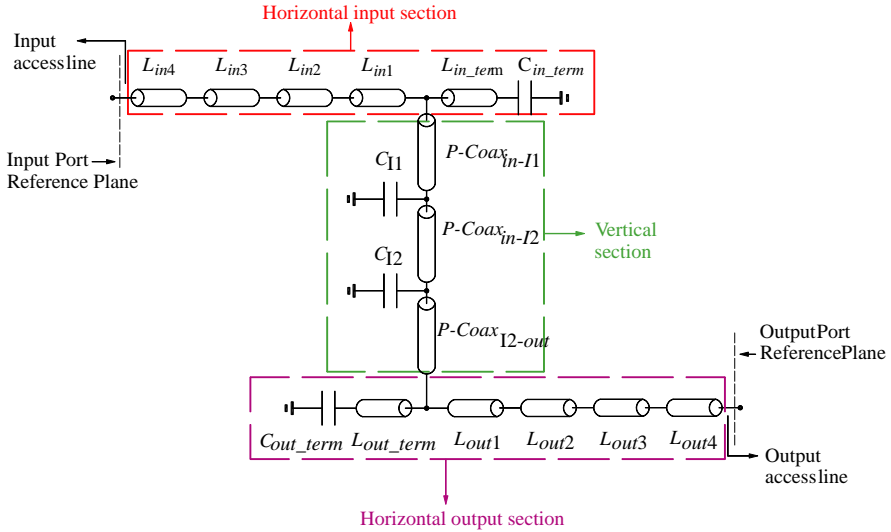 Horizontal input section
Input
accessline
Lin4
Lin3
Lin2
Lin1
Lin_term
Cin_term
Input Port
Reference Plane
CI1
P-Coaxin-I1
P-Coaxin-I2
Vertical
section
CI2
P-CoaxI2-out
OutputPort
ReferencePlane
Cout_term
Lout_term
Lout1
Lout2
Lout3
Lout4
Output
accessline
Horizontal output section